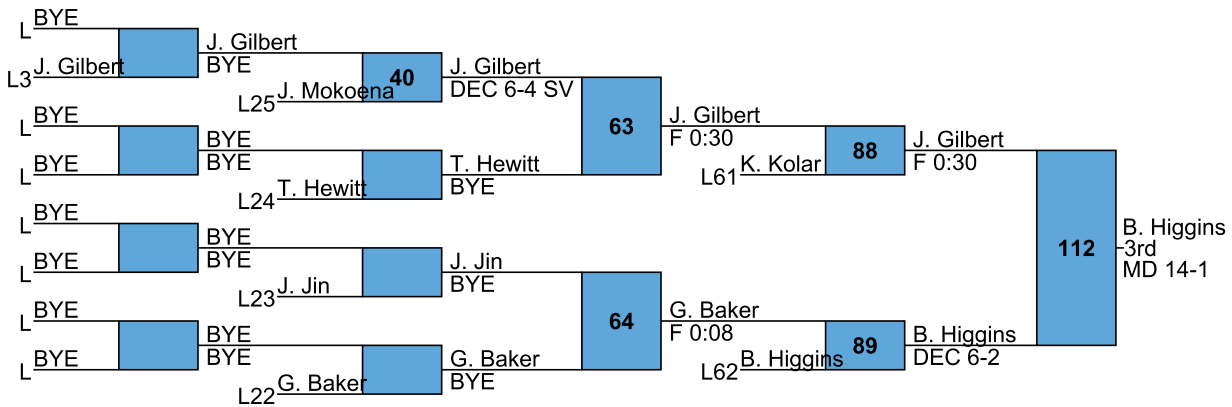 BYE
L
L3 J. Gilbert
J. Gilbert
BYE
L25 J. Mokoena
40
J. Gilbert
DEC 6-4 SV
L BYE
L BYE
BYE
BYE
L24 T. Hewitt
T. Hewitt
BYE
63
J. Gilbert
F 0:30
L61 K. Kolar
88
J. Gilbert
F 0:30
L BYE
L BYE
BYE
BYE
L23 J. Jin
J. Jin
BYE
L BYE
L BYE
BYE
BYE
L22 G. Baker
G. Baker
BYE
64
G. Baker
F 0:08
L62 B. Higgins
89
B. Higgins
DEC 6-2
112
B. Higgins
3rd
MD 14-1